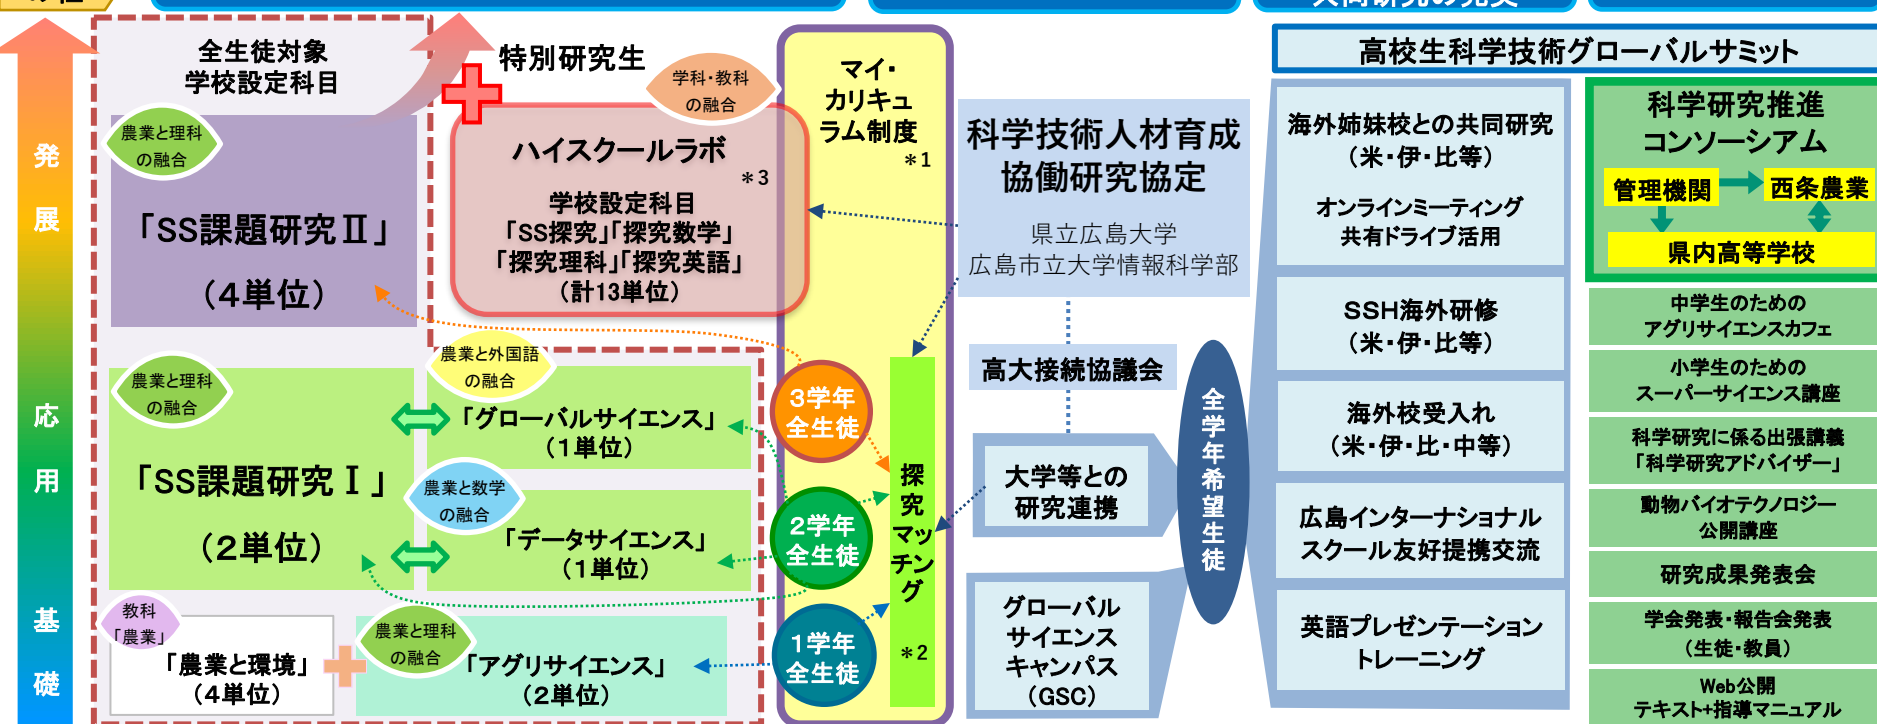 全生徒対象
学校設定科目
特別研究生
学科・教科
の融合
農業と理科
の融合
「SS課題研究Ⅱ」
（4単位）
ハイスクールラボ
＊3
学校設定科目
「SS探究」「探究数学」
「探究理科」「探究英語」
（計13単位）
マイ・
カリキュ
ラム制度
＊1
発
展
応
用
基
礎
農業と理科
の融合
「SS課題研究Ⅰ」
（2単位）
農業と外国語
の融合
「グローバルサイエンス」
（1単位）
農業と数学
の融合
「データサイエンス」
（1単位）
教科
「農業」
「農業と環境」
（4単位）
農業と理科
の融合
「アグリサイエンス」
（2単位）
3学年
全生徒
2学年
全生徒
1学年
全生徒
探究マッチング
＊2
科学技術人材育成
協働研究協定
県立広島大学
広島市立大学情報科学部
高大接続協議会
大学等との
研究連携
グローバル
サイエンス
キャンパス
（GSC）
全学年希望生徒
高校生科学技術グローバルサミット
海外姉妹校との共同研究
（米・伊・比等）
オンラインミーティング
共有ドライブ活用
SSH海外研修
（米・伊・比等）
海外校受入れ
（米・伊・比・中等）
広島インターナショナル
スクール友好提携交流
英語プレゼンテーション
トレーニング
科学研究推進
コンソーシアム
管理機関
西条農業
県内高等学校
中学生のための
アグリサイエンスカフェ
小学生のための
スーパーサイエンス講座
科学研究に係る出張講義
「科学研究アドバイザー」
動物バイオテクノロジー
公開講座
研究成果発表会
学会発表・報告会発表
（生徒・教員）
Web公開
テキスト+指導マニュアル